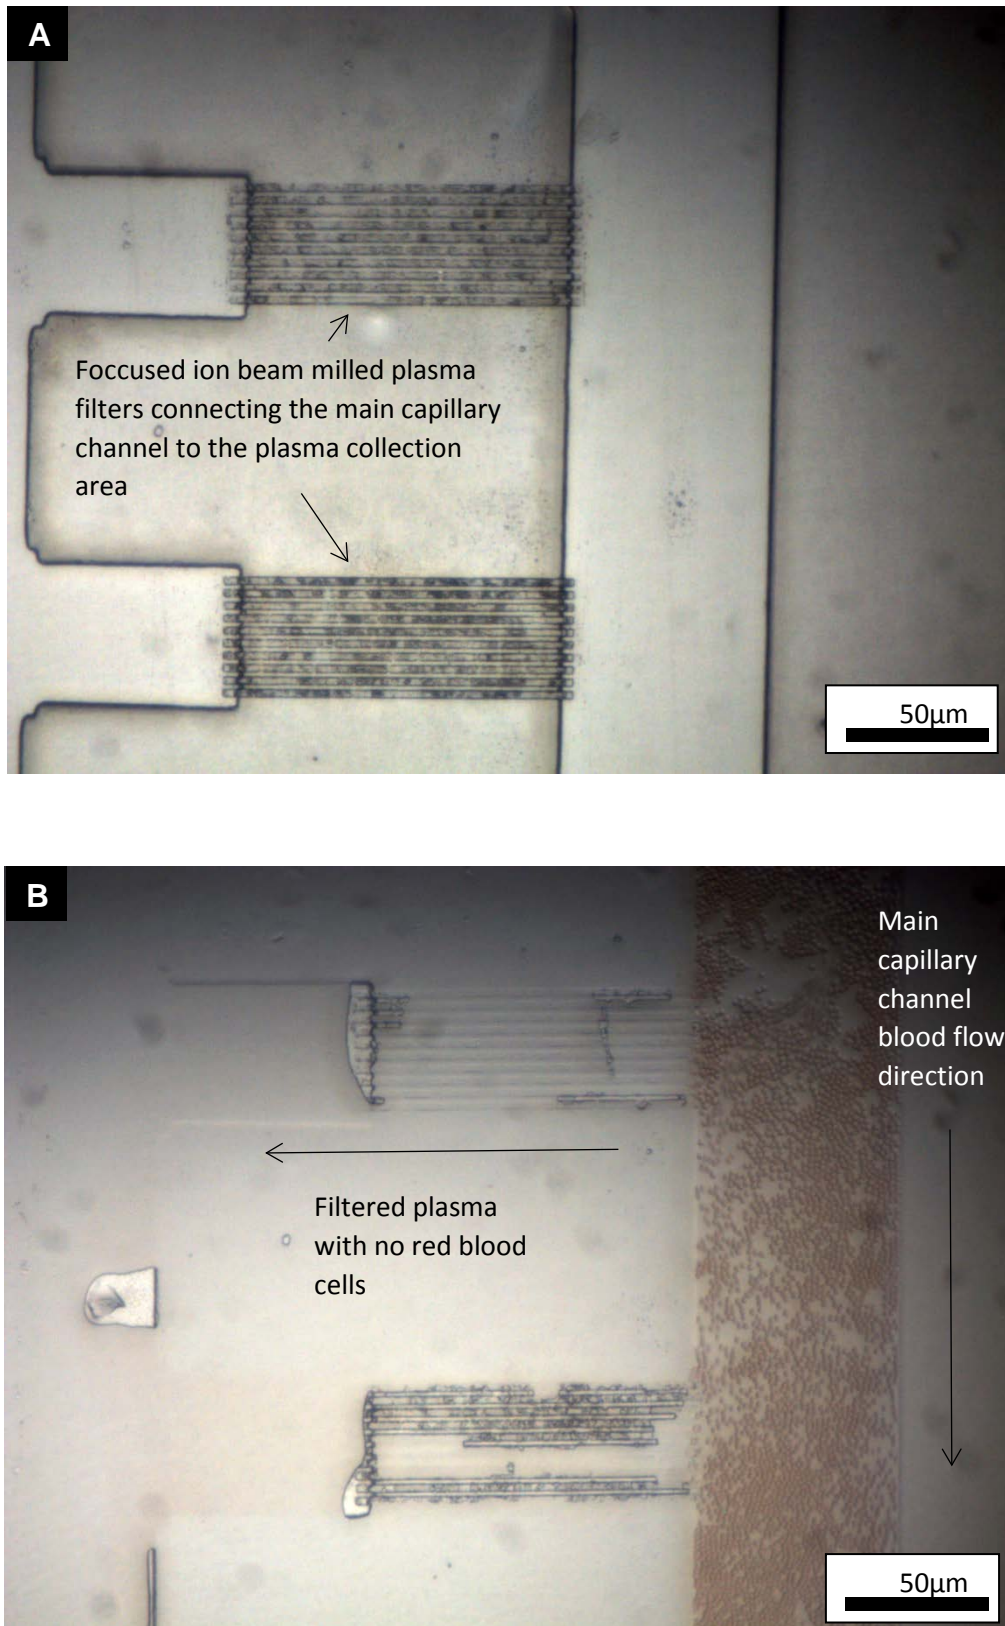 A
Foccused ion beam milled plasma
filters connecting the main capillary
channel to the plasma collection
area
50µm
B
Main
capillary
channel
blood flow
direction
Filtered plasma
with no red blood
cells
50µm